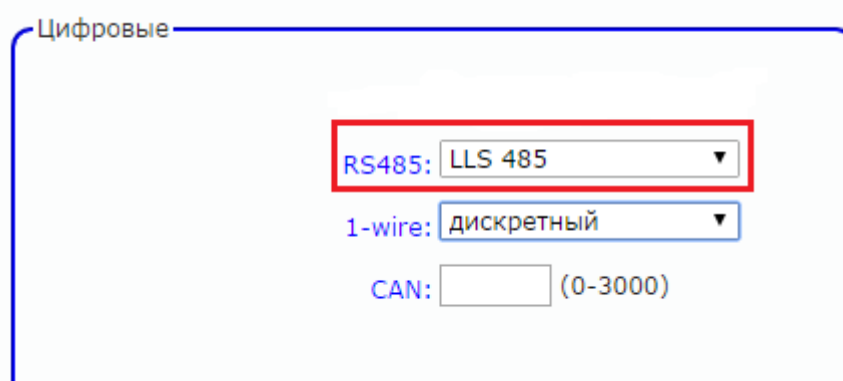 Цифровые
RS485: LLS 485
1-wire: дискретный
CAN: (0-3000)